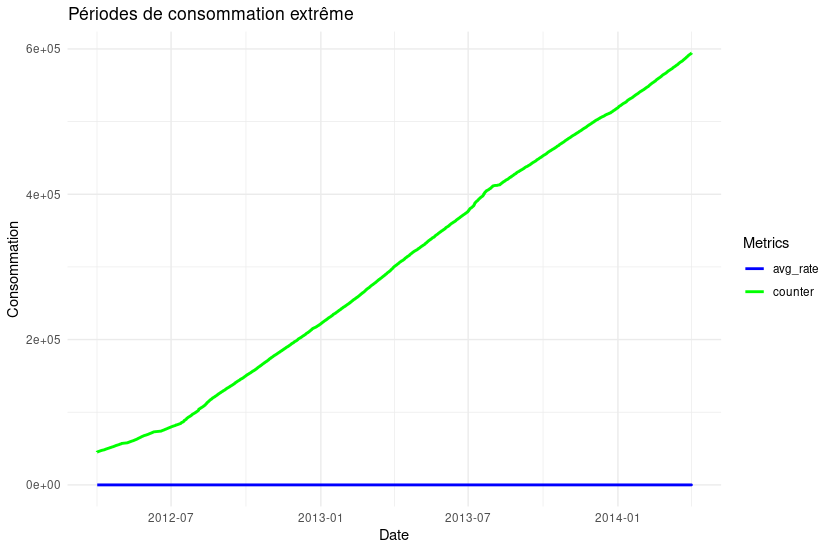 Périodes de consommation extrême
6e+05
4e+05
2e+05
0e+00
Consommation
2012-07
2013-01
2013-07
2014-01
Date
Metrics
avg_rate
counter